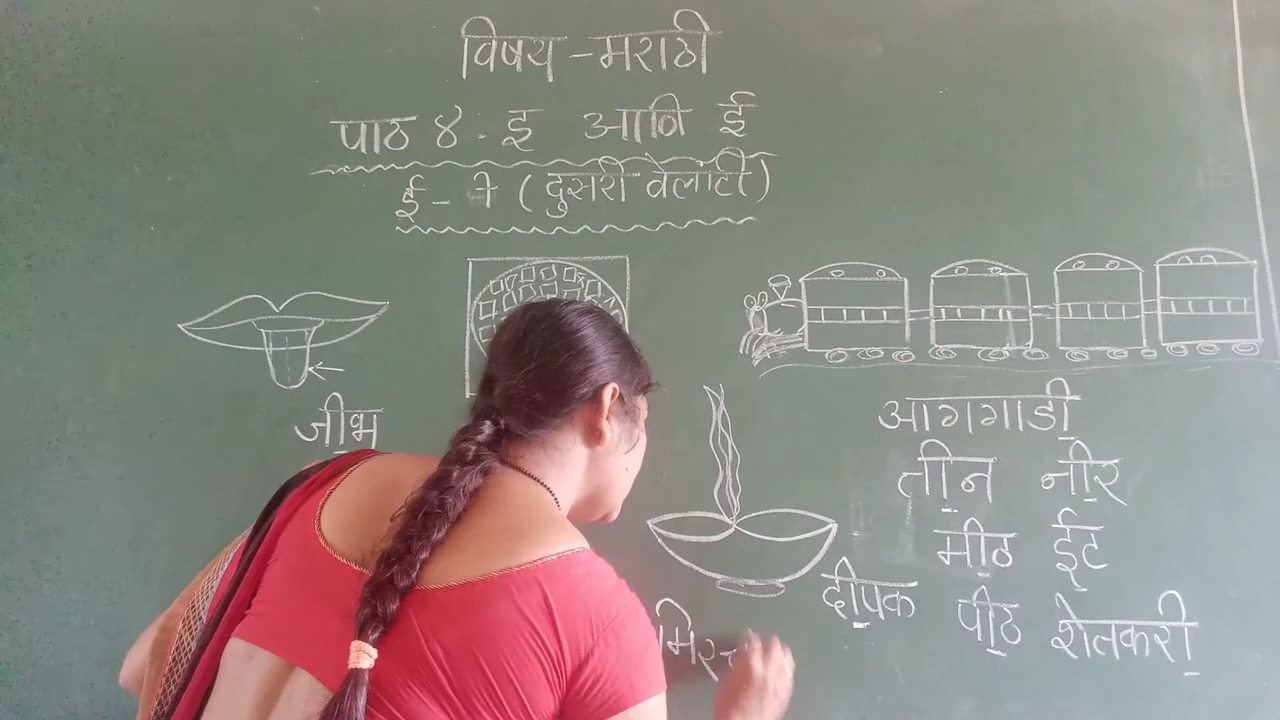 विषय - मराठी
पाठ ४ - इ आणि ई
ई - ी (दुसरी वेलांटी)
जीभ
आगगाडी
तीन नीर
मीठ ईट
दीपक
पीठ शेतकरी